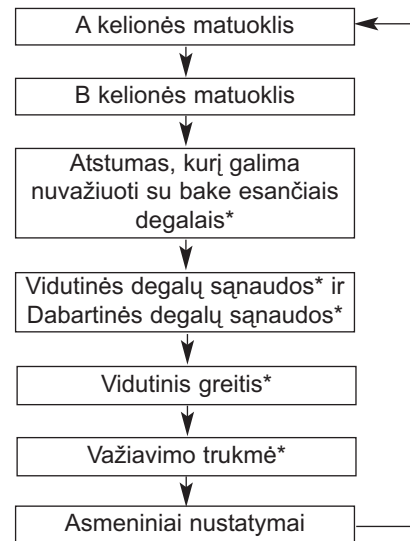 A kelionės matuoklis
B kelionės matuoklis
Atstumas, kurį galima
nuvažiuoti su bake esančiais
degalais*
Vidutinės degalų sąnaudos* ir
Dabartinės degalų sąnaudos*
Vidutinis greitis*
Važiavimo trukmė*
Asmeniniai nustatymai